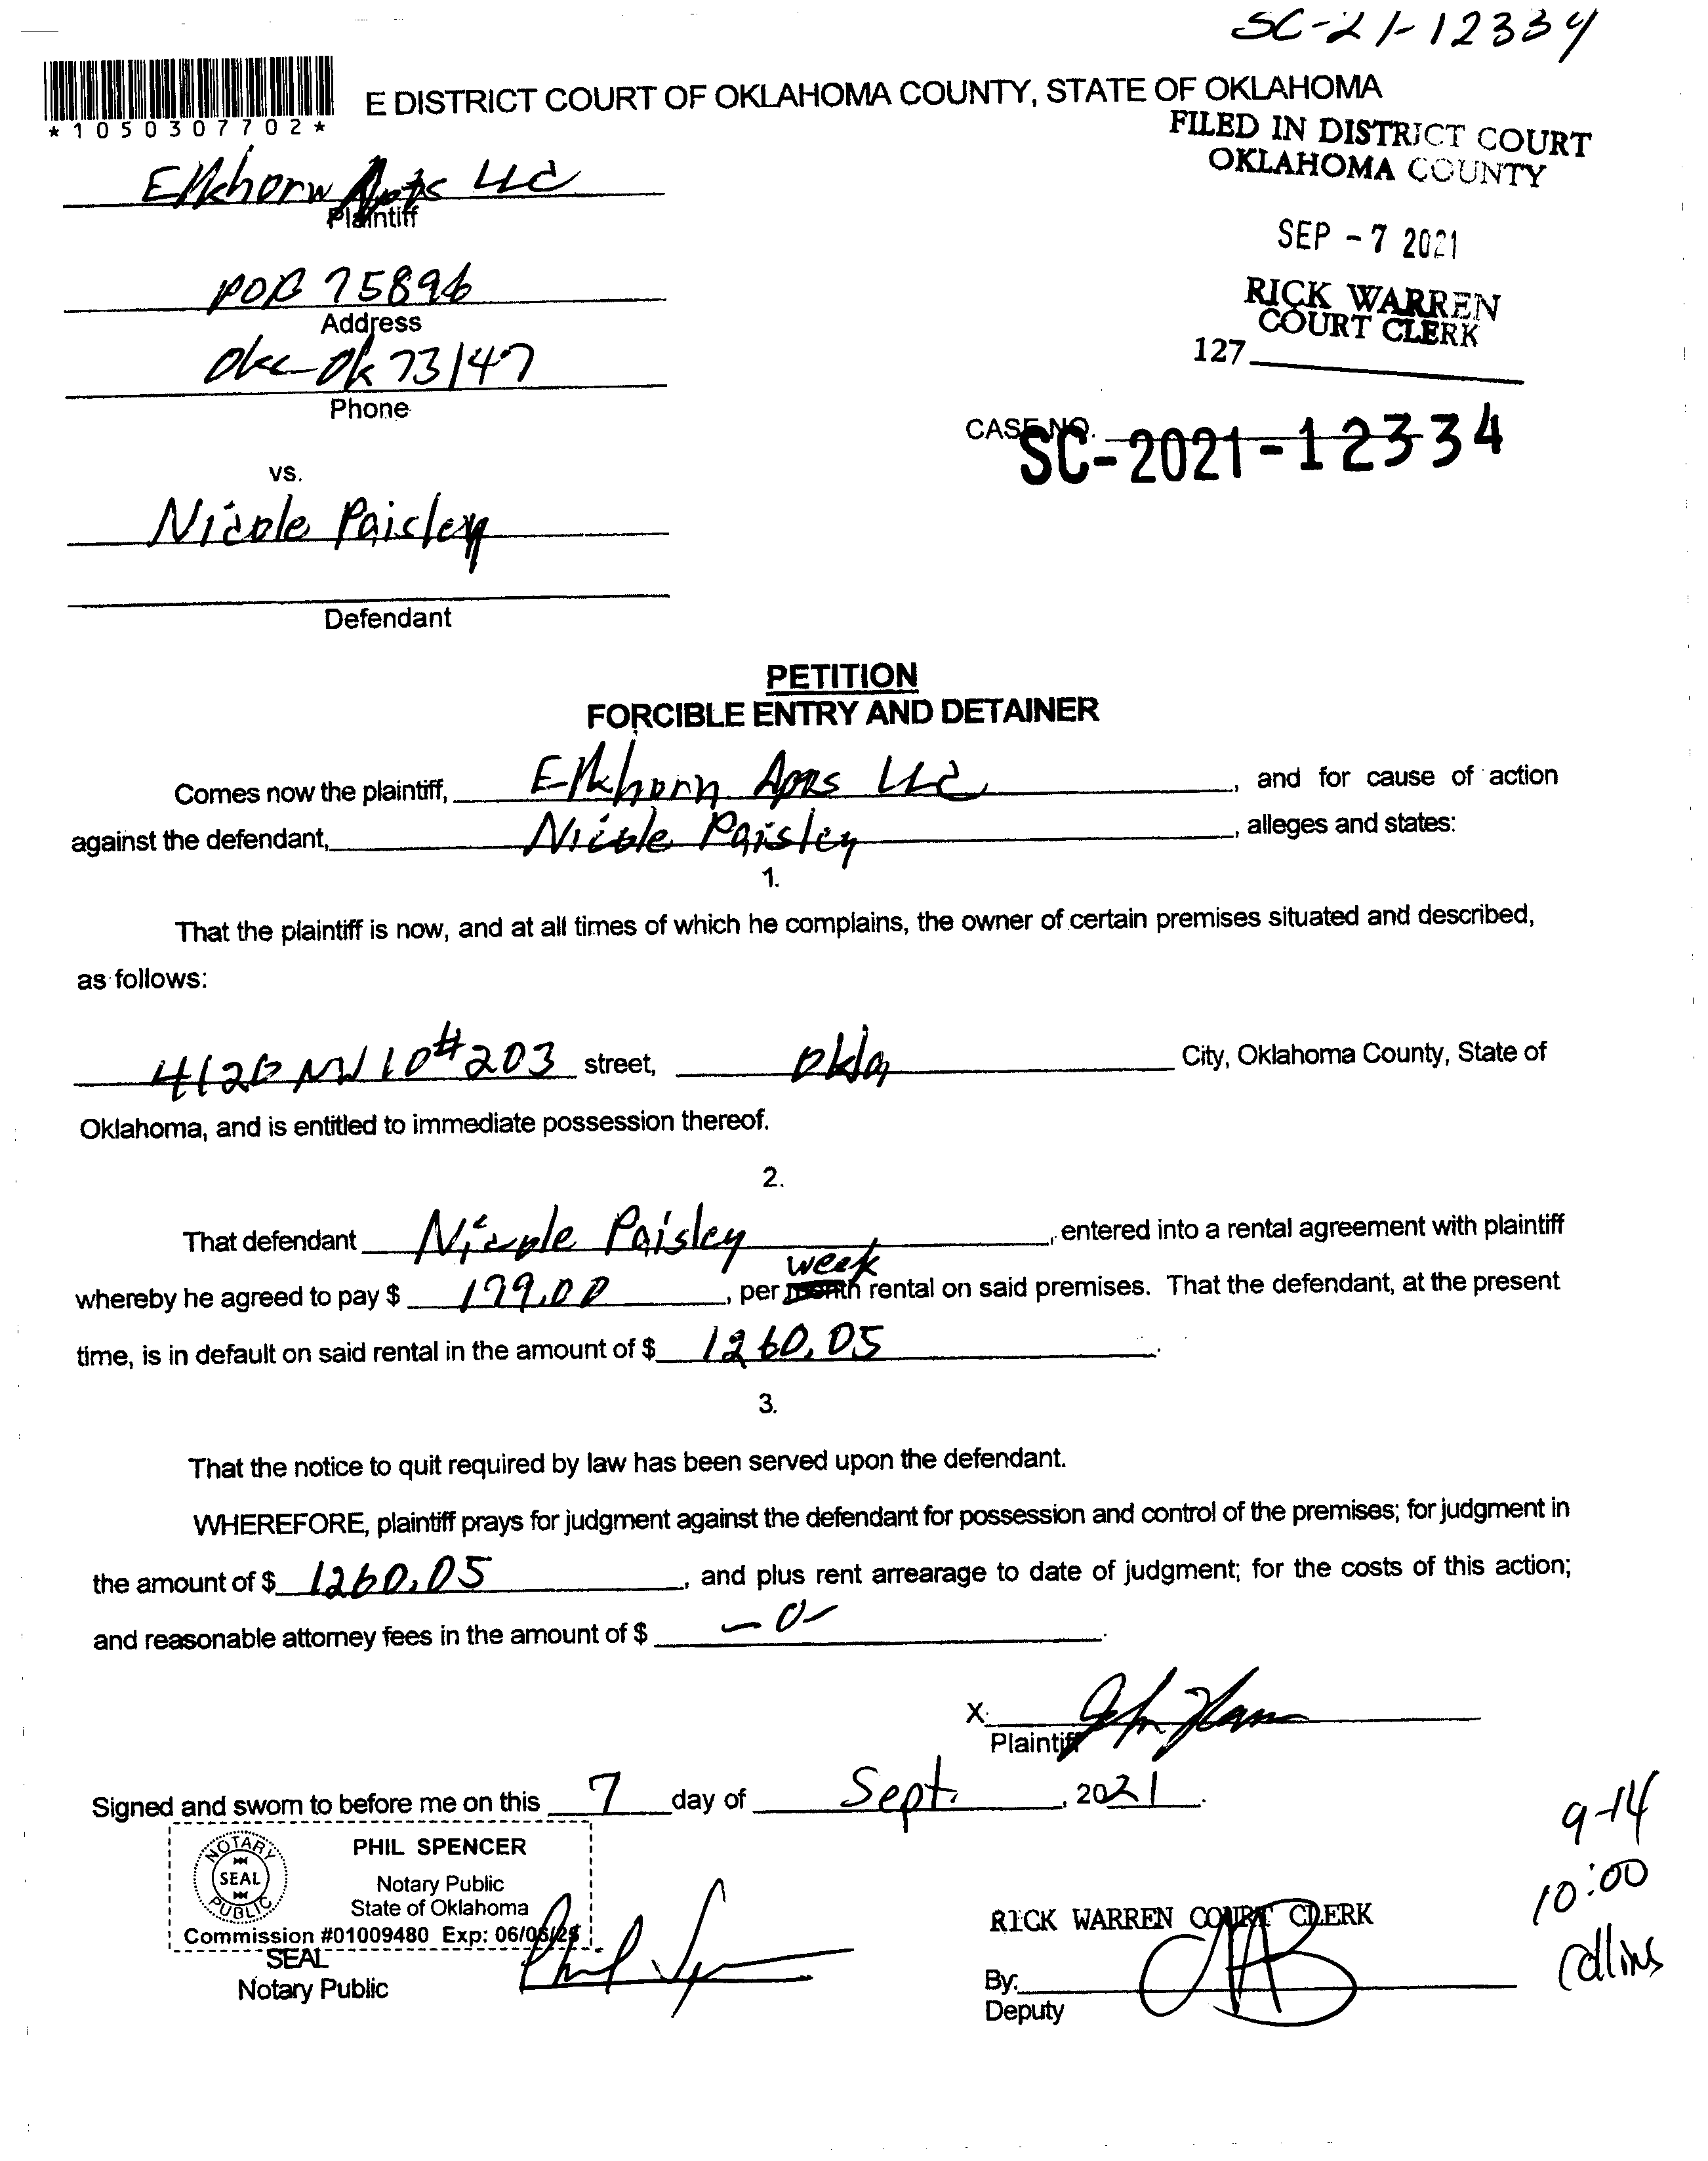 SC-21-12334
*1050307702*
E DISTRICT COURT OF OKLAHOMA COUNTY, STATE OF OKLAHOMA
FILED IN DISTRICT COURT
OKLAHOMA COUNTY
Elkhorn Apts LLC
Plaintiff
SEP - 7 2021
POB 75896
Address
RICK WARREN
COURT CLERK
127
Okc Ok 73147
Phone
CASE NO.
SC-2021-12334
vs.
Nicole Paisley
Defendant
PETITION
FORCIBLE ENTRY AND DETAINER
Comes now the plaintiff, Elkhorn Apts LLC, and for cause of action
against the defendant, Nicole Paisley, alleges and states:
1.
That the plaintiff is now, and at all times of which he complains, the owner of certain premises situated and described,
as follows:
4120 NW 10 #203 street, Okla City, Oklahoma County, State of
Oklahoma, and is entitled to immediate possession thereof.
2.
That defendant Nicole Paisley, entered into a rental agreement with plaintiff
week
whereby he agreed to pay $ 199.00, per month rental on said premises. That the defendant, at the present
time, is in default on said rental in the amount of $ 1260.05.
3.
That the notice to quit required by law has been served upon the defendant.
WHEREFORE, plaintiff prays for judgment against the defendant for possession and control of the premises; for judgment in
the amount of $ 1260.05, and plus rent arrearage to date of judgment; for the costs of this action;
and reasonable attorney fees in the amount of $ -0-.
X
Plaintiff
Signed and sworn to before me on this 7 day of Sept., 2021.
PHIL SPENCER
NOTARY PUBLIC
SEAL
Notary Public
State of Oklahoma
Commission #01009480 Exp: 06/06/25
SEAL
Notary Public
Phil
9-14
10:00
Collins
RICK WARREN COURT CLERK
By:
Deputy